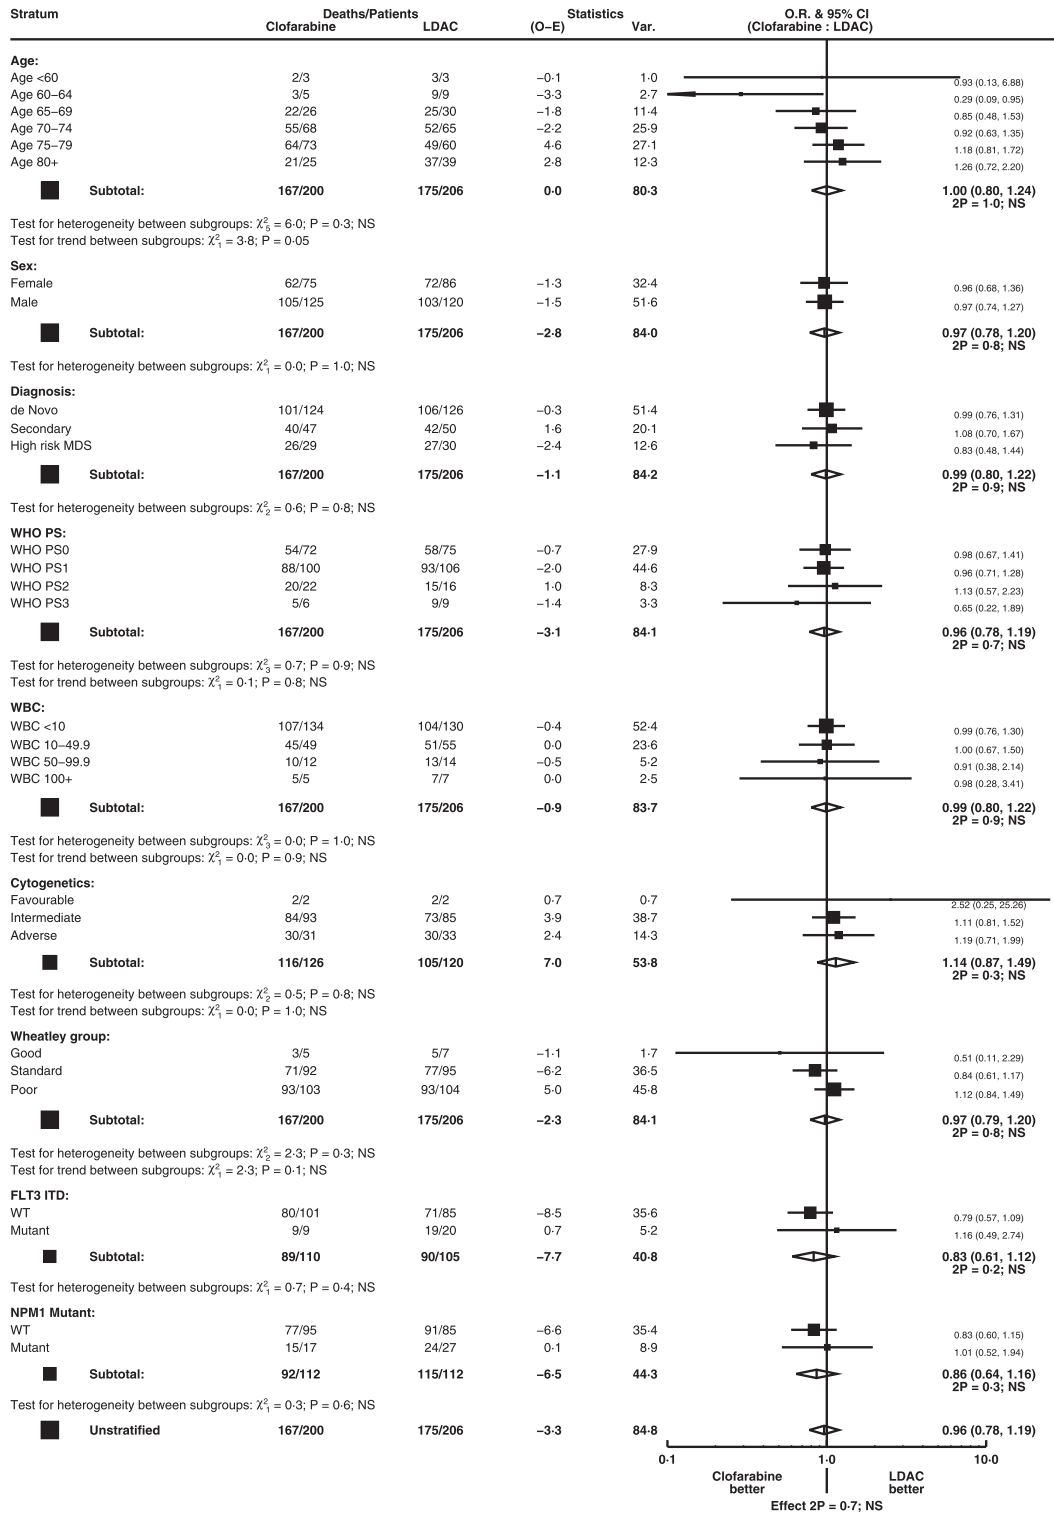 Stratum Deaths/Patients Statistics O.R. & 95% CI
Clofarabine LDAC (O–E) Var. (Clofarabine : LDAC)
Age:
Age <60 2/3 3/3 –0·1 1·0 0.93 (0.13, 6.88)
Age 60–64 3/5 9/9 –3·3 2·7 0.29 (0.09, 0.95)
Age 65–69 22/26 25/30 –1·8 11·4 0.85 (0.48, 1.53)
Age 70–74 55/68 52/65 –2·2 25·9 0.92 (0.63, 1.35)
Age 75–79 64/73 49/60 4·6 27·1 1.18 (0.81, 1.72)
Age 80+ 21/25 37/39 2·8 12·3 1.26 (0.72, 2.20)
Subtotal: 167/200 175/206 0·0 80·3 1·00 (0·80, 1·24)
2P = 1·0; NS
Test for heterogeneity between subgroups: χ²₅ = 6·0; P = 0·3; NS
Test for trend between subgroups: χ²₁ = 3·8; P = 0·05
Sex:
Female 62/75 72/86 –1·3 32·4 0.96 (0.68, 1.36)
Male 105/125 103/120 –1·5 51·6 0.97 (0.74, 1.27)
Subtotal: 167/200 175/206 –2·8 84·0 0·97 (0·78, 1·20)
2P = 0·8; NS
Test for heterogeneity between subgroups: χ²₁ = 0·0; P = 1·0; NS
Diagnosis:
de Novo 101/124 106/126 –0·3 51·4 0.99 (0.76, 1.31)
Secondary 40/47 42/50 1·6 20·1 1.08 (0.70, 1.67)
High risk MDS 26/29 27/30 –2·4 12·6 0.83 (0.48, 1.44)
Subtotal: 167/200 175/206 –1·1 84·2 0·99 (0·80, 1·22)
2P = 0·9; NS
Test for heterogeneity between subgroups: χ²₂ = 0·6; P = 0·8; NS
WHO PS:
WHO PS0 54/72 58/75 –0·7 27·9 0.98 (0.67, 1.41)
WHO PS1 88/100 93/106 –2·0 44·6 0.96 (0.71, 1.28)
WHO PS2 20/22 15/16 1·0 8·3 1.13 (0.57, 2.23)
WHO PS3 5/6 9/9 –1·4 3·3 0.65 (0.22, 1.89)
Subtotal: 167/200 175/206 –3·1 84·1 0·96 (0·78, 1·19)
2P = 0·7; NS
Test for heterogeneity between subgroups: χ²₃ = 0·7; P = 0·9; NS
Test for trend between subgroups: χ²₁ = 0·1; P = 0·8; NS
WBC:
WBC <10 107/134 104/130 –0·4 52·4 0.99 (0.76, 1.30)
WBC 10–49.9 45/49 51/55 0·0 23·6 1.00 (0.67, 1.50)
WBC 50–99.9 10/12 13/14 –0·5 5·2 0.91 (0.38, 2.14)
WBC 100+ 5/5 7/7 0·0 2·5 0.98 (0.28, 3.41)
Subtotal: 167/200 175/206 –0·9 83·7 0·99 (0·80, 1·22)
2P = 0·9; NS
Test for heterogeneity between subgroups: χ²₃ = 0·0; P = 1·0; NS
Test for trend between subgroups: χ²₁ = 0·0; P = 0·9; NS
Cytogenetics:
Favourable 2/2 2/2 0·7 0·7 2.52 (0.25, 25.26)
Intermediate 84/93 73/85 3·9 38·7 1.11 (0.81, 1.52)
Adverse 30/31 30/33 2·4 14·3 1.19 (0.71, 1.99)
Subtotal: 116/126 105/120 7·0 53·8 1·14 (0·87, 1·49)
2P = 0·3; NS
Test for heterogeneity between subgroups: χ²₂ = 0·5; P = 0·8; NS
Test for trend between subgroups: χ²₁ = 0·0; P = 1·0; NS
Wheatley group:
Good 3/5 5/7 –1·1 1·7 0.51 (0.11, 2.29)
Standard 71/92 77/95 –6·2 36·5 0.84 (0.61, 1.17)
Poor 93/103 93/104 5·0 45·8 1.12 (0.84, 1.49)
Subtotal: 167/200 175/206 –2·3 84·1 0·97 (0·79, 1·20)
2P = 0·8; NS
Test for heterogeneity between subgroups: χ²₂ = 2·3; P = 0·3; NS
Test for trend between subgroups: χ²₁ = 2·3; P = 0·1; NS
FLT3 ITD:
WT 80/101 71/85 –8·5 35·6 0.79 (0.57, 1.09)
Mutant 9/9 19/20 0·7 5·2 1.16 (0.49, 2.74)
Subtotal: 89/110 90/105 –7·7 40·8 0·83 (0·61, 1·12)
2P = 0·2; NS
Test for heterogeneity between subgroups: χ²₁ = 0·7; P = 0·4; NS
NPM1 Mutant:
WT 77/95 91/85 –6·6 35·4 0.83 (0.60, 1.15)
Mutant 15/17 24/27 0·1 8·9 1.01 (0.52, 1.94)
Subtotal: 92/112 115/112 –6·5 44·3 0·86 (0·64, 1·16)
2P = 0·3; NS
Test for heterogeneity between subgroups: χ²₁ = 0·3; P = 0·6; NS
Unstratified 167/200 175/206 –3·3 84·8 0·96 (0·78, 1·19)
0·1 1·0 10·0
Clofarabine LDAC
better better
Effect 2P = 0·7; NS